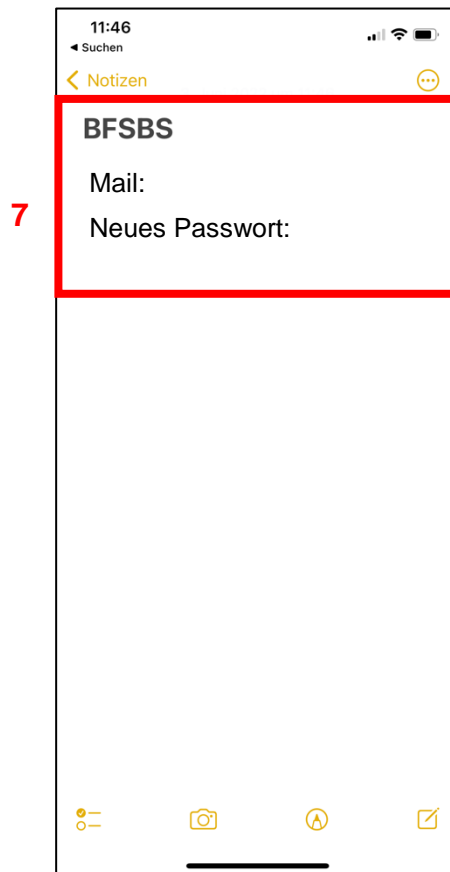 11:46
◀ Suchen
Notizen
BFSBS
Mail:
7
Neues Passwort: